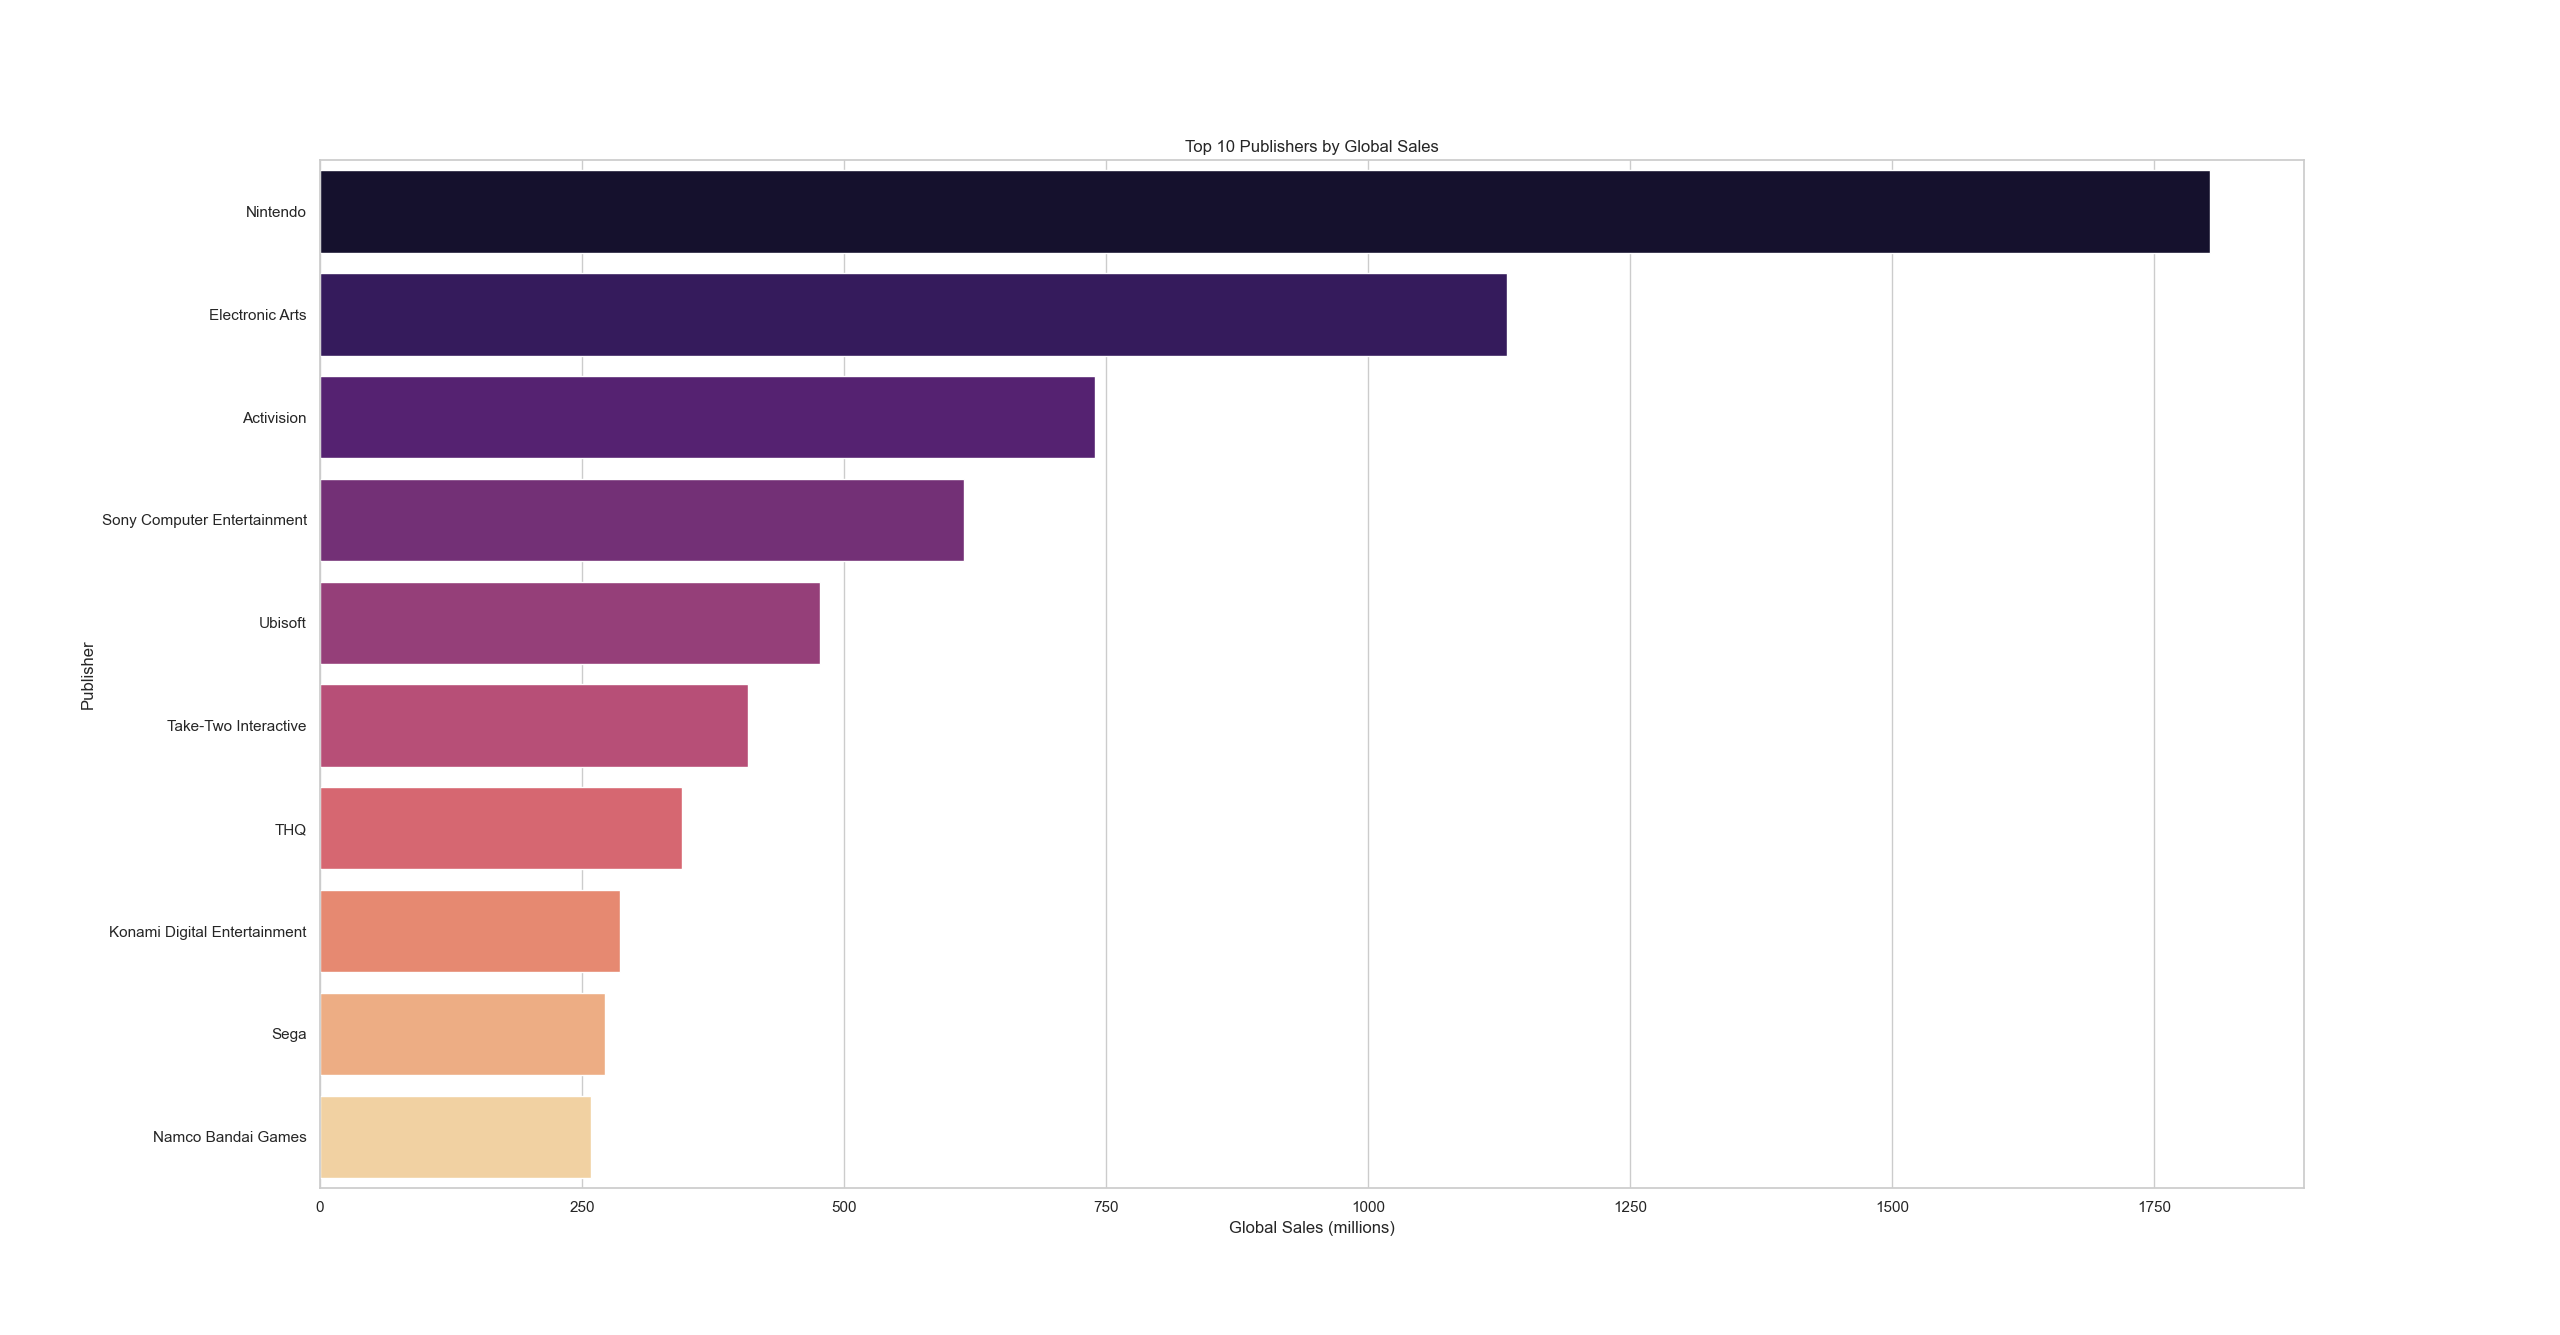 Top 10 Publishers by Global Sales
Publisher
Nintendo
Electronic Arts
Activision
Sony Computer Entertainment
Ubisoft
Take-Two Interactive
THQ
Konami Digital Entertainment
Sega
Namco Bandai Games
0 250 500 750 1000 1250 1500 1750
Global Sales (millions)